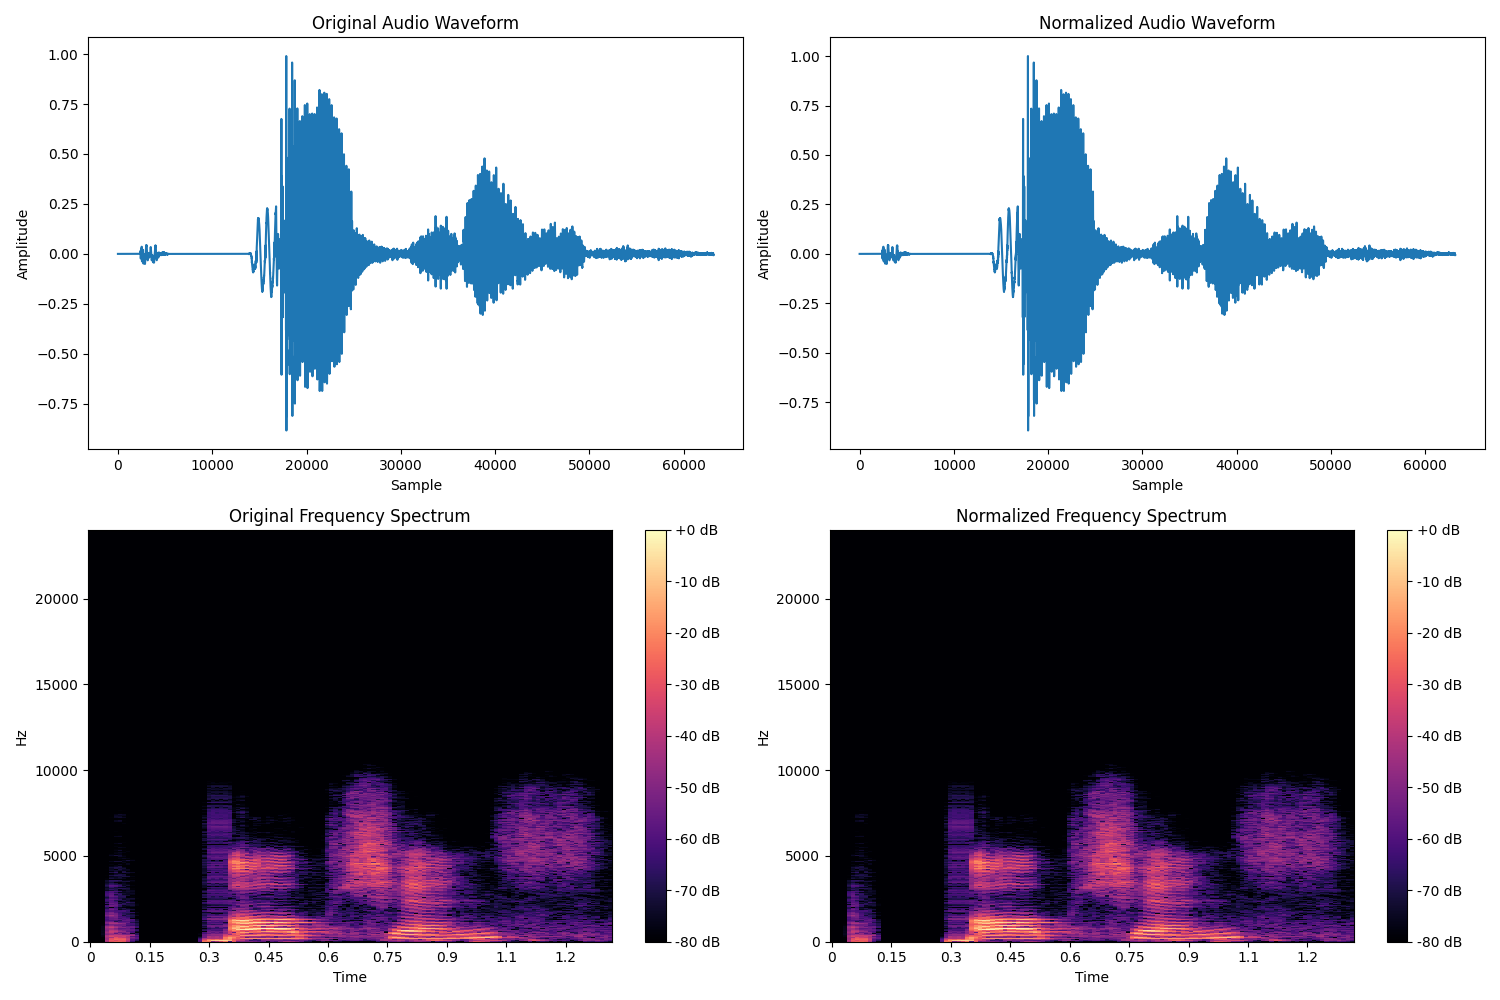 Original Audio Waveform
Normalized Audio Waveform
Amplitude
1.00
0.75
0.50
0.25
0.00
−0.25
−0.50
−0.75
0 10000 20000 30000 40000 50000 60000
Sample
Amplitude
1.00
0.75
0.50
0.25
0.00
−0.25
−0.50
−0.75
0 10000 20000 30000 40000 50000 60000
Sample
Original Frequency Spectrum
Hz
20000
15000
10000
5000
0
0 0.15 0.3 0.45 0.6 0.75 0.9 1.1 1.2
Time
+0 dB
-10 dB
-20 dB
-30 dB
-40 dB
-50 dB
-60 dB
-70 dB
-80 dB
Normalized Frequency Spectrum
Hz
20000
15000
10000
5000
0
0 0.15 0.3 0.45 0.6 0.75 0.9 1.1 1.2
Time
+0 dB
-10 dB
-20 dB
-30 dB
-40 dB
-50 dB
-60 dB
-70 dB
-80 dB